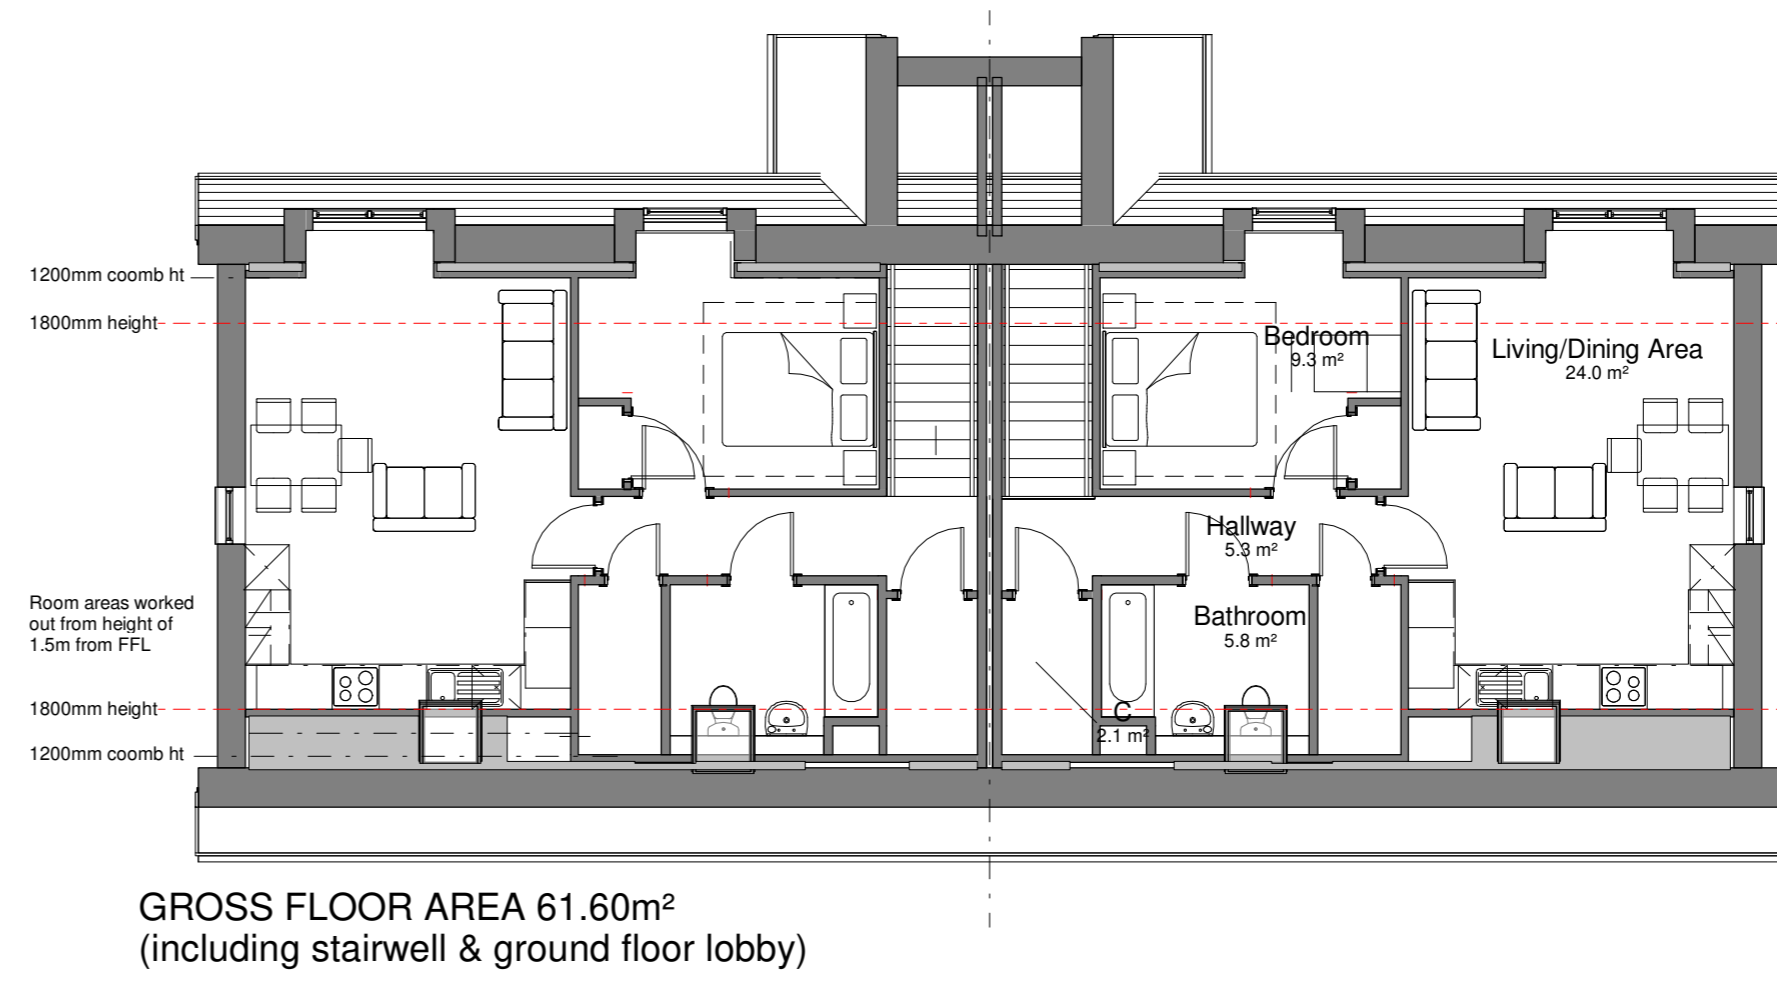 1200mm coomb ht
1800mm height
Bedroom
9.3 m²
Living/Dining Area
24.0 m²
Hallway
5.3 m²
Room areas worked
out from height of
1.5m from FFL
Bathroom
5.8 m²
1800mm height
C
2.1 m²
1200mm coomb ht
GROSS FLOOR AREA 61.60m²
(including stairwell & ground floor lobby)